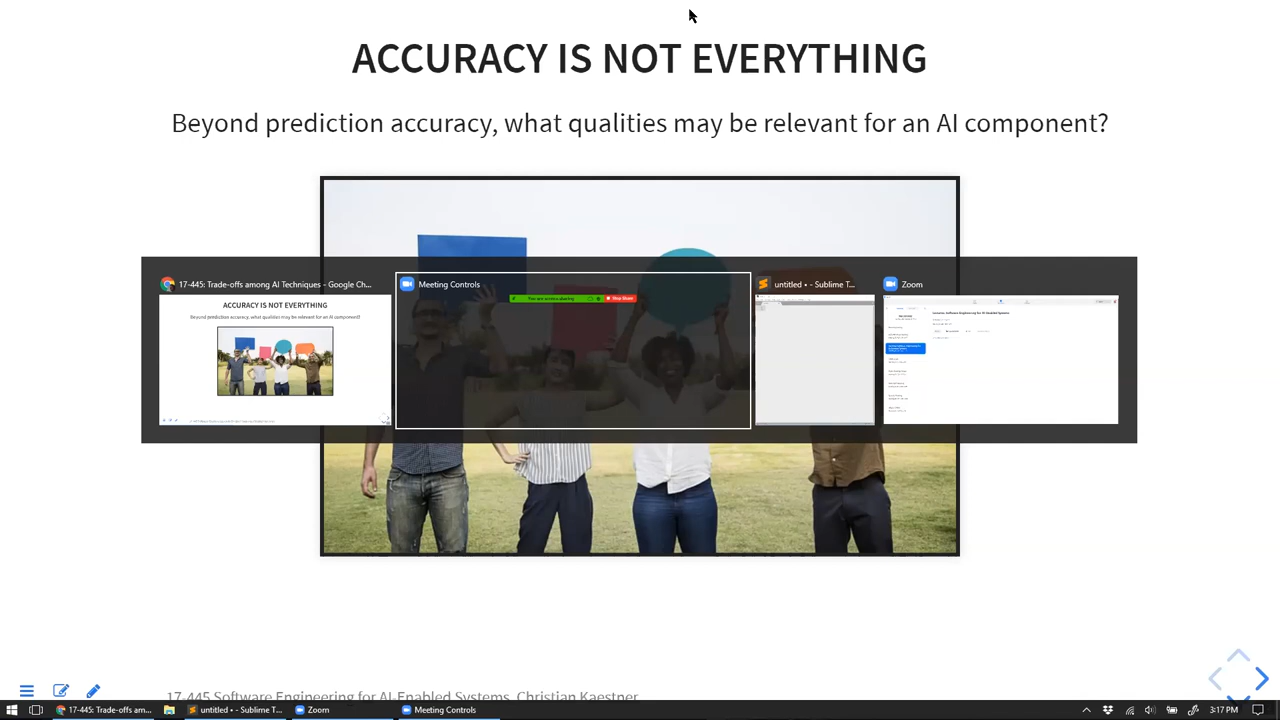 ACCURACY IS NOT EVERYTHING
Beyond prediction accuracy, what qualities may be relevant for an AI component?
17-445: Trade-offs among AI Techniques - Google Ch...
Meeting Controls
untitled • - Sublime T...
Zoom
ACCURACY IS NOT EVERYTHING
Beyond prediction accuracy, what qualities may be relevant for an AI component?
Stop Share
17-445 Software Engineering for AI-Enabled Systems, Christian Kaestner
17-445: Trade-offs am...
untitled • - Sublime T...
Zoom
Meeting Controls
3:17 PM